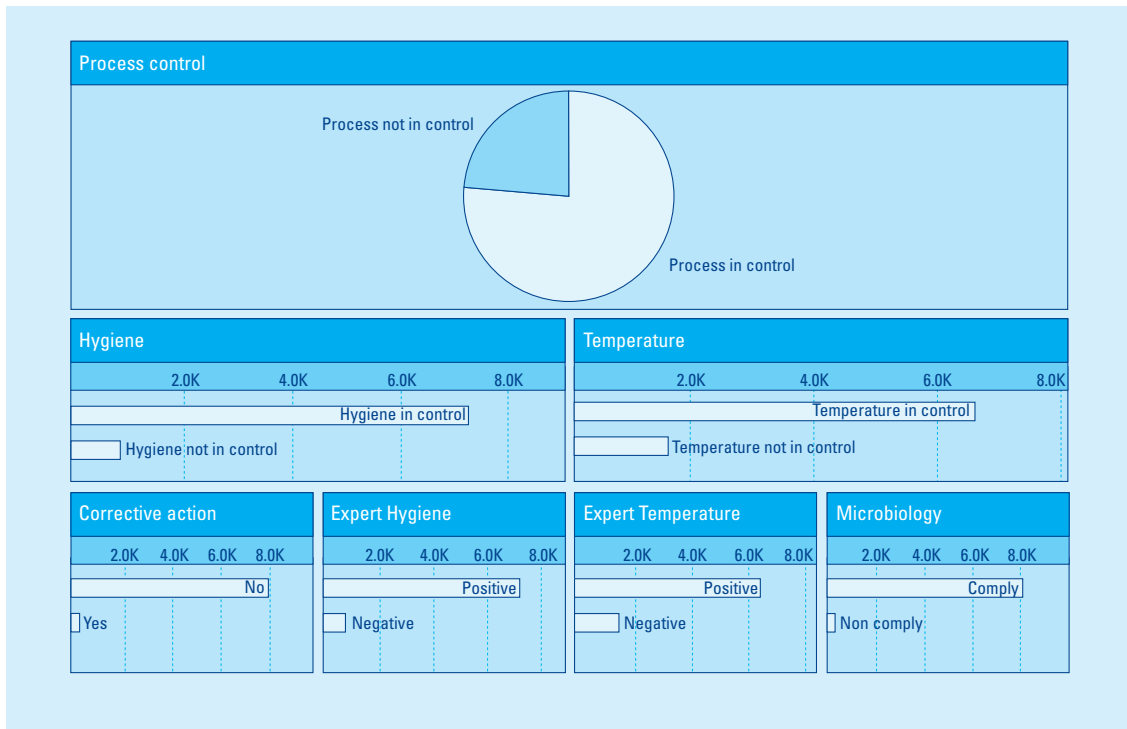 Process control
Process not in control
Process in control
Hygiene
2.0K 4.0K 6.0K 8.0K
Hygiene in control
Hygiene not in control
Temperature
2.0K 4.0K 6.0K 8.0K
Temperature in control
Temperature not in control
Corrective action
2.0K 4.0K 6.0K 8.0K
No
Yes
Expert Hygiene
2.0K 4.0K 6.0K 8.0K
Positive
Negative
Expert Temperature
2.0K 4.0K 6.0K 8.0K
Positive
Negative
Microbiology
2.0K 4.0K 6.0K 8.0K
Comply
Non comply